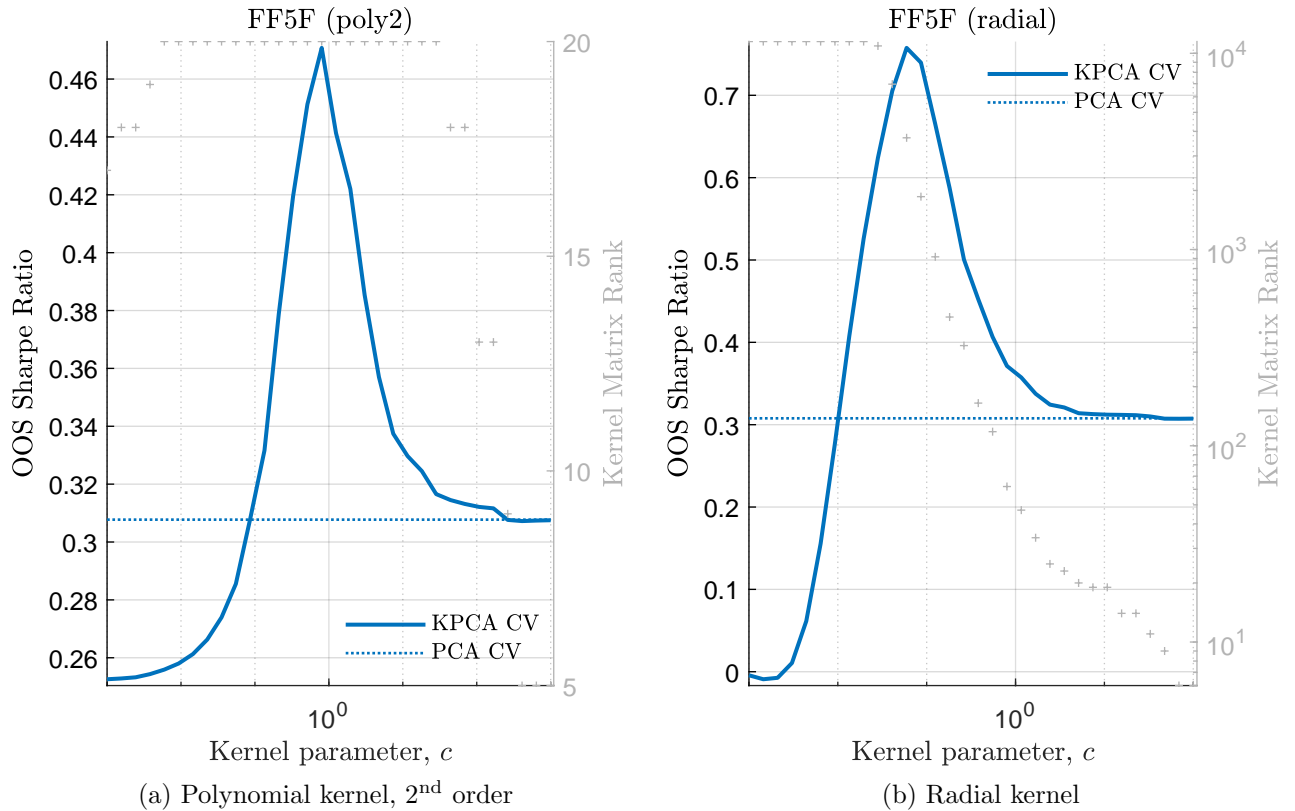 FF5F (poly2)
OOS Sharpe Ratio
0.46
0.44
0.42
0.4
0.38
0.36
0.34
0.32
0.3
0.28
0.26
20
15
10
5
Kernel Matrix Rank
KPCA CV
PCA CV
10^0
Kernel parameter, c
(a) Polynomial kernel, 2nd order
FF5F (radial)
OOS Sharpe Ratio
0.7
0.6
0.5
0.4
0.3
0.2
0.1
0
10^4
10^3
10^2
10^1
Kernel Matrix Rank
KPCA CV
PCA CV
10^0
Kernel parameter, c
(b) Radial kernel